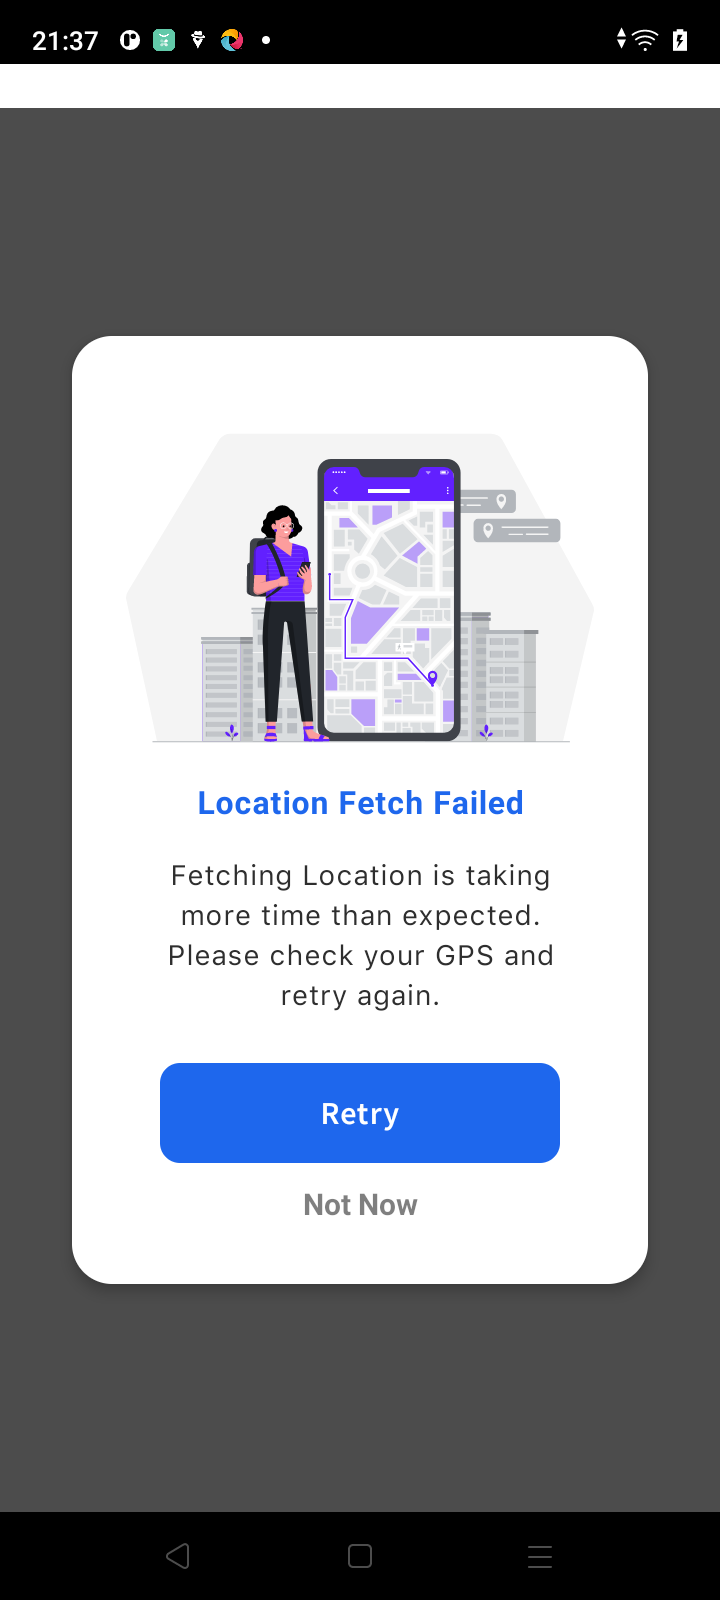 21:37
Location Fetch Failed
Fetching Location is taking
more time than expected.
Please check your GPS and
retry again.
Retry
Not Now